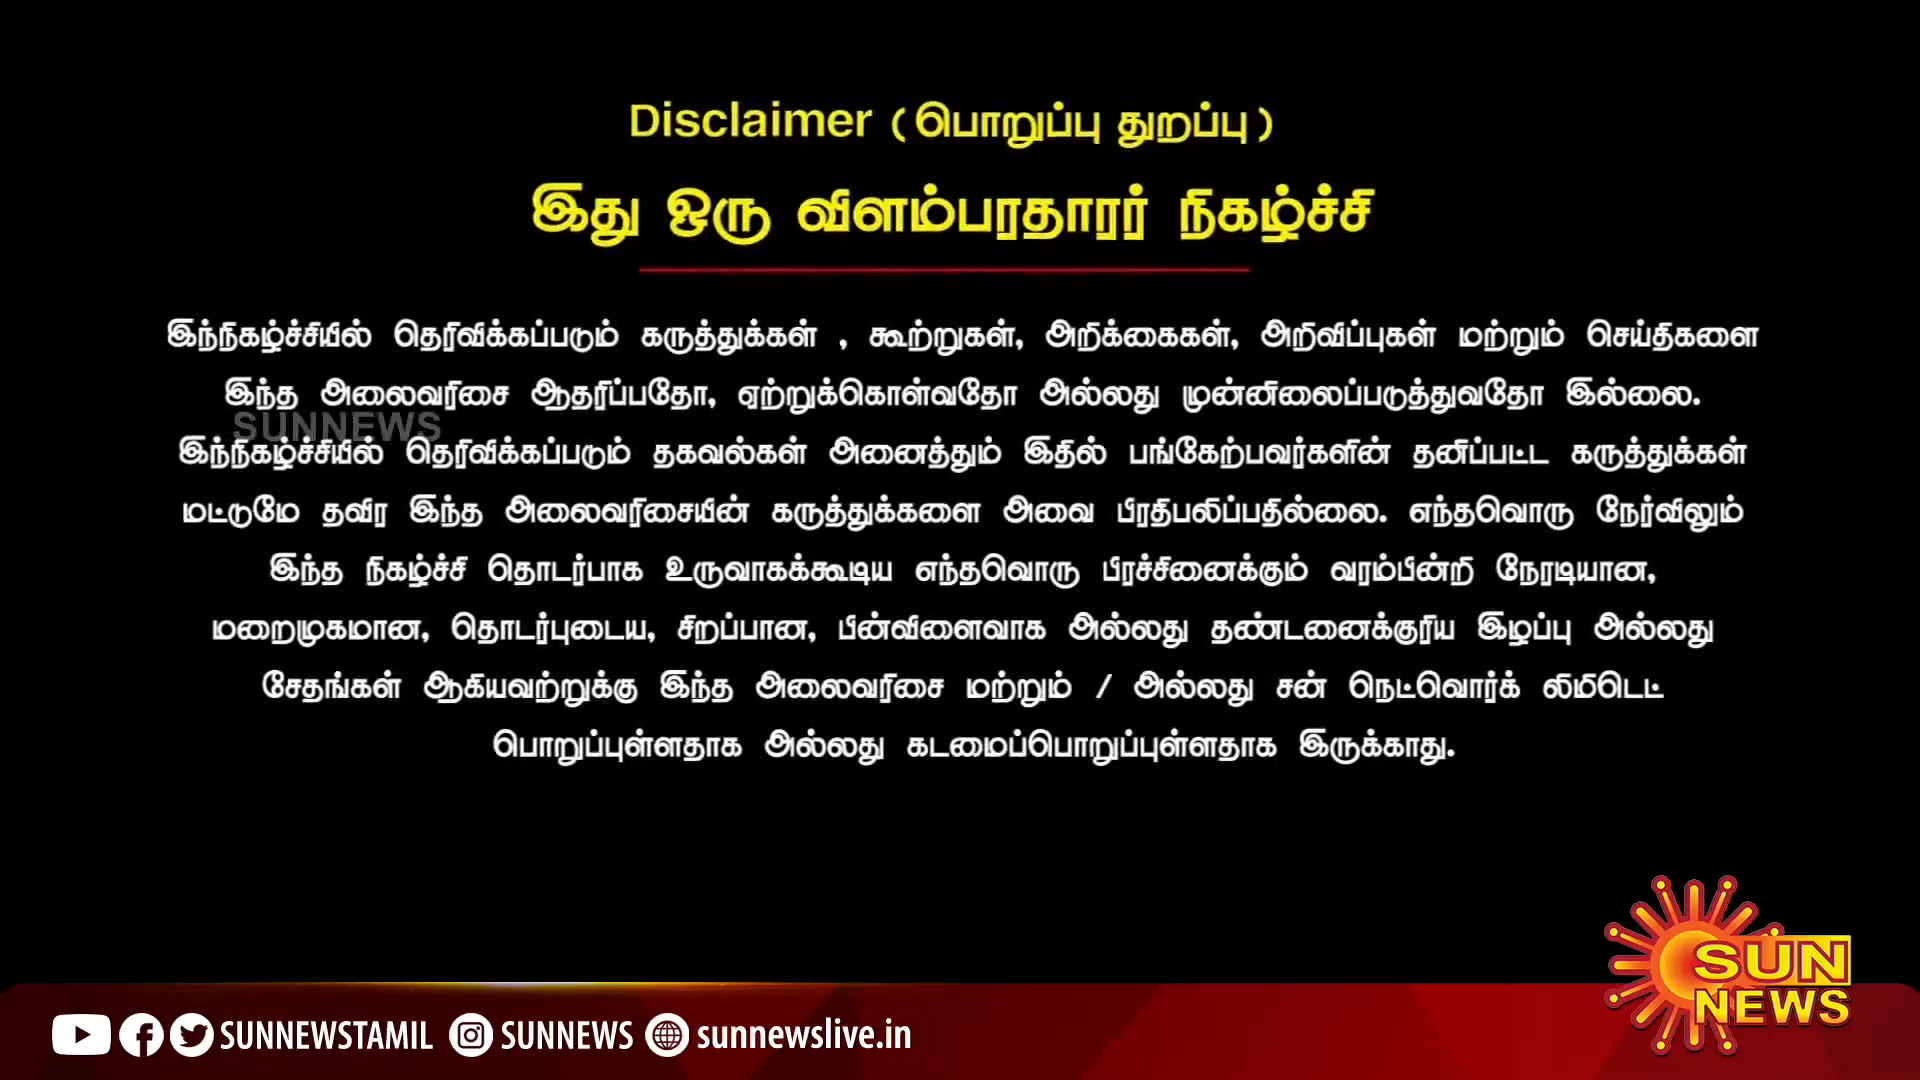 Disclaimer (பொறுப்பு துறப்பு)
இது ஒரு விளம்பரதாரர் நிகழ்ச்சி
இந்நிகழ்ச்சியில் தெரிவிக்கப்படும் கருத்துக்கள் , கூற்றுகள், அறிக்கைகள், அறிவிப்புகள் மற்றும் செய்திகளை
இந்த அலைவரிசை ஆதரிப்பதோ, ஏற்றுக்கொள்வதோ அல்லது முன்னிலைப்படுத்துவதோ இல்லை.
SUNNEWS
இந்நிகழ்ச்சியில் தெரிவிக்கப்படும் தகவல்கள் அனைத்தும் இதில் பங்கேற்பவர்களின் தனிப்பட்ட கருத்துக்கள்
மட்டுமே தவிர இந்த அலைவரிசையின் கருத்துக்களை அவை பிரதிபலிப்பதில்லை. எந்தவொரு நேர்விலும்
இந்த நிகழ்ச்சி தொடர்பாக உருவாகக்கூடிய எந்தவொரு பிரச்சினைக்கும் வரம்பின்றி நேரடியான,
மறைமுகமான, தொடர்புடைய, சிறப்பான, பின்விளைவாக அல்லது தண்டனைக்குரிய இழப்பு அல்லது
சேதங்கள் ஆகியவற்றுக்கு இந்த அலைவரிசை மற்றும் / அல்லது சன் நெட்வொர்க் லிமிடெட்
பொறுப்புள்ளதாக அல்லது கடமைப்பொறுப்புள்ளதாக இருக்காது.
SUN
NEWS
SUNNEWSTAMIL SUNNEWS sunnewslive.in